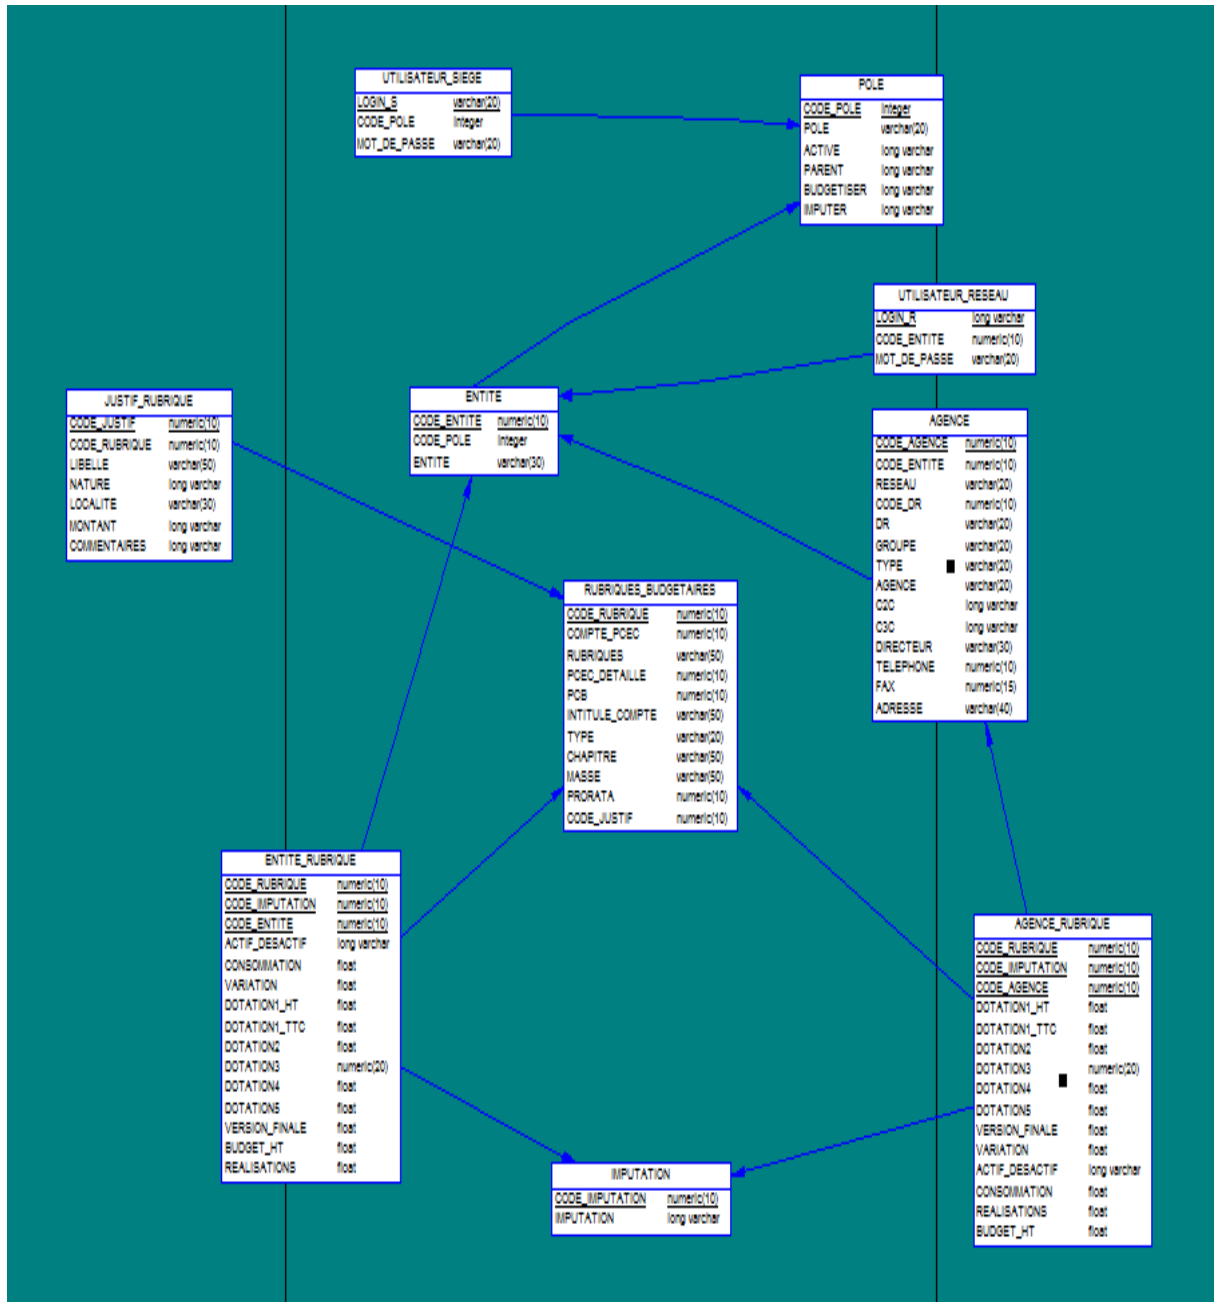 UTILISATEUR_SIEGE
LOGIN_S varchar(20)
CODE_POLE Integer
MOT_DE_PASSE varchar(20)
POLE
CODE_POLE Integer
POLE varchar(20)
ACTIVE long varchar
PARENT long varchar
BUDGETISER long varchar
IMPUTER long varchar
UTILISATEUR_RESEAU
LOGIN_R long varchar
CODE_ENTITE numeric(10)
MOT_DE_PASSE varchar(20)
JUSTIF_RUBRIQUE
CODE_JUSTIF numeric(10)
CODE_RUBRIQUE numeric(10)
LIBELLE varchar(50)
NATURE long varchar
LOCALITE varchar(30)
MONTANT long varchar
COMMENTAIRES long varchar
ENTITE
CODE_ENTITE numeric(10)
CODE_POLE Integer
ENTITE varchar(30)
AGENCE
CODE_AGENCE numeric(10)
CODE_ENTITE numeric(10)
RESEAU varchar(20)
CODE_DR numeric(10)
DR varchar(20)
GROUPE varchar(20)
TYPE varchar(20)
AGENCE varchar(20)
C2C long varchar
C3C long varchar
DIRECTEUR varchar(30)
TELEPHONE numeric(10)
FAX numeric(15)
ADRESSE varchar(40)
RUBRIQUES_BUDGETAIRES
CODE_RUBRIQUE numeric(10)
COMPTE_PCEC numeric(10)
RUBRIQUES varchar(50)
PCEC_DETAILLE numeric(10)
PCB numeric(10)
INTITULE_COMPTE varchar(50)
TYPE varchar(20)
CHAPITRE varchar(50)
MASSE varchar(50)
PRORATA numeric(10)
CODE_JUSTIF numeric(10)
ENTITE_RUBRIQUE
CODE_RUBRIQUE numeric(10)
CODE_IMPUTATION numeric(10)
CODE_ENTITE numeric(10)
ACTIF_DESACTIF long varchar
CONSOMMATION float
VARIATION float
DOTATION1_HT float
DOTATION1_TTC float
DOTATION2 float
DOTATION3 numeric(20)
DOTATION4 float
DOTATION5 float
VERSION_FINALE float
BUDGET_HT float
REALISATIONS float
AGENCE_RUBRIQUE
CODE_RUBRIQUE numeric(10)
CODE_IMPUTATION numeric(10)
CODE_AGENCE numeric(10)
DOTATION1_HT float
DOTATION1_TTC float
DOTATION2 float
DOTATION3 numeric(20)
DOTATION4 float
DOTATION5 float
VERSION_FINALE float
VARIATION float
ACTIF_DESACTIF long varchar
CONSOMMATION float
REALISATIONS float
BUDGET_HT float
IMPUTATION
CODE_IMPUTATION numeric(10)
IMPUTATION long varchar